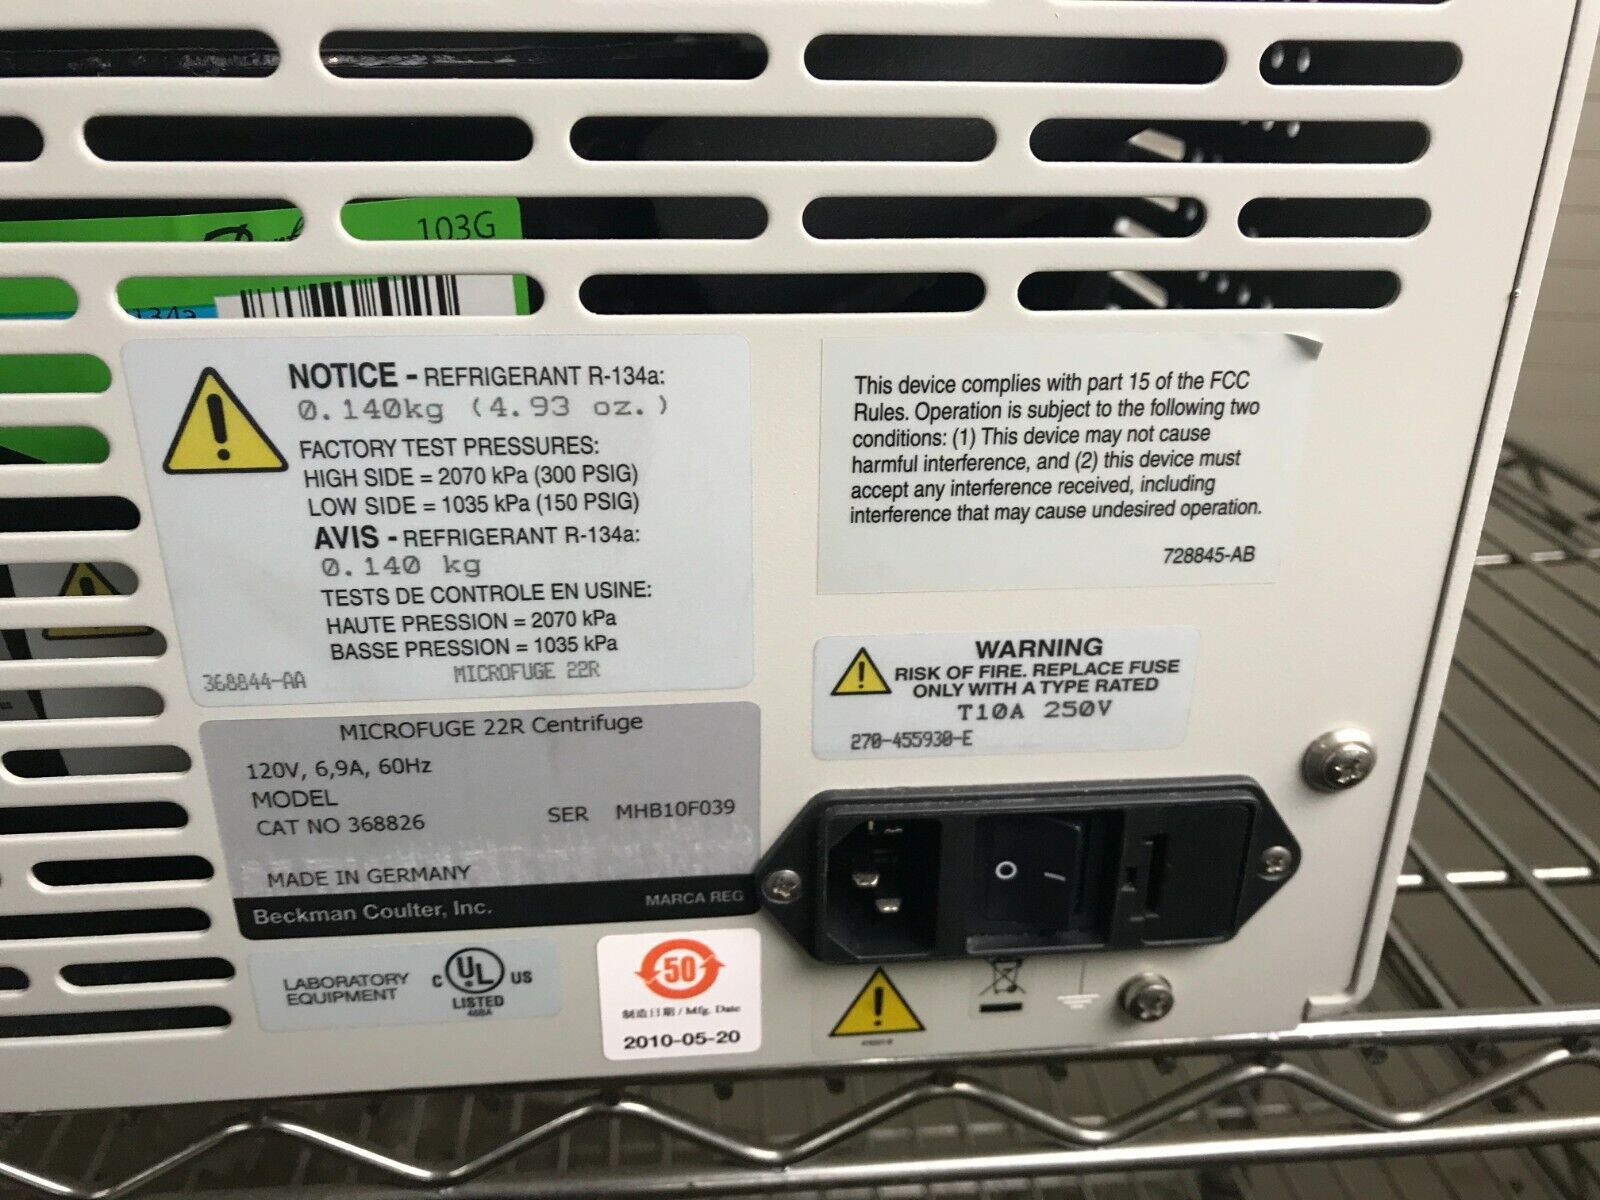 103G
134a
NOTICE - REFRIGERANT R-134a:
0.140kg (4.93 oz.)
FACTORY TEST PRESSURES:
HIGH SIDE = 2070 kPa (300 PSIG)
LOW SIDE = 1035 kPa (150 PSIG)
AVIS - REFRIGERANT R-134a:
0.140 kg
TESTS DE CONTROLE EN USINE:
HAUTE PRESSION = 2070 kPa
BASSE PRESSION = 1035 kPa
368844-AA MICROFUGE 22R
This device complies with part 15 of the FCC
Rules. Operation is subject to the following two
conditions: (1) This device may not cause
harmful interference, and (2) this device must
accept any interference received, including
interference that may cause undesired operation.
728845-AB
WARNING
RISK OF FIRE. REPLACE FUSE
ONLY WITH A TYPE RATED
T10A 250V
270-455930-E
MICROFUGE 22R Centrifuge
120V, 6,9A, 60Hz
MODEL
CAT NO 368826 SER MHB10F039
MADE IN GERMANY
Beckman Coulter, Inc. MARCA REG
LABORATORY
EQUIPMENT
C UL US
LISTED
50
制造日期 / Mfg. Date
2010-05-20